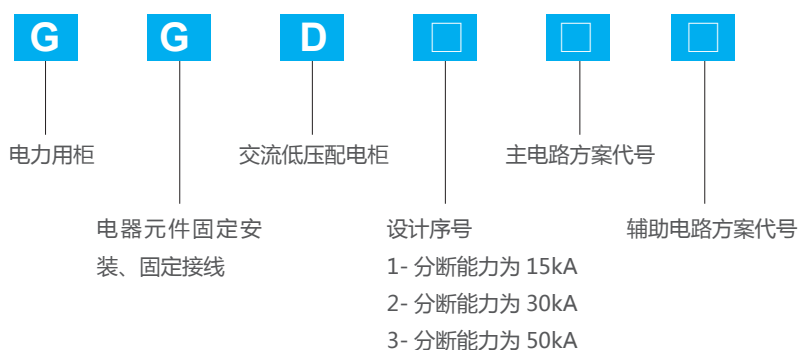 G G D □ □ □
电力用柜 交流低压配电柜 主电路方案代号
电器元件固定安 设计序号 辅助电路方案代号
装、固定接线 1- 分断能力为 15kA
2- 分断能力为 30kA
3- 分断能力为 50kA